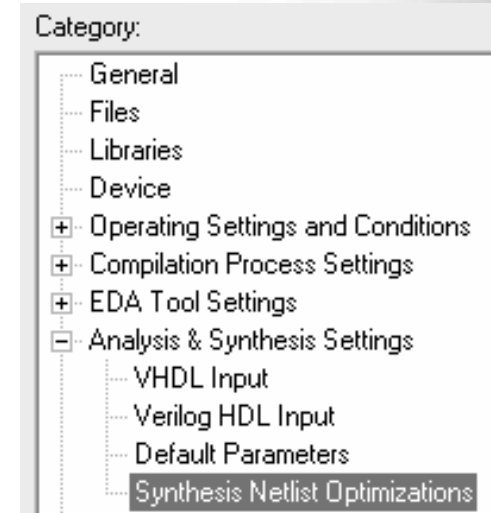 Category:
General
Files
Libraries
Device
Operating Settings and Conditions
Compilation Process Settings
EDA Tool Settings
Analysis & Synthesis Settings
VHDL Input
Verilog HDL Input
Default Parameters
Synthesis Netlist Optimizations